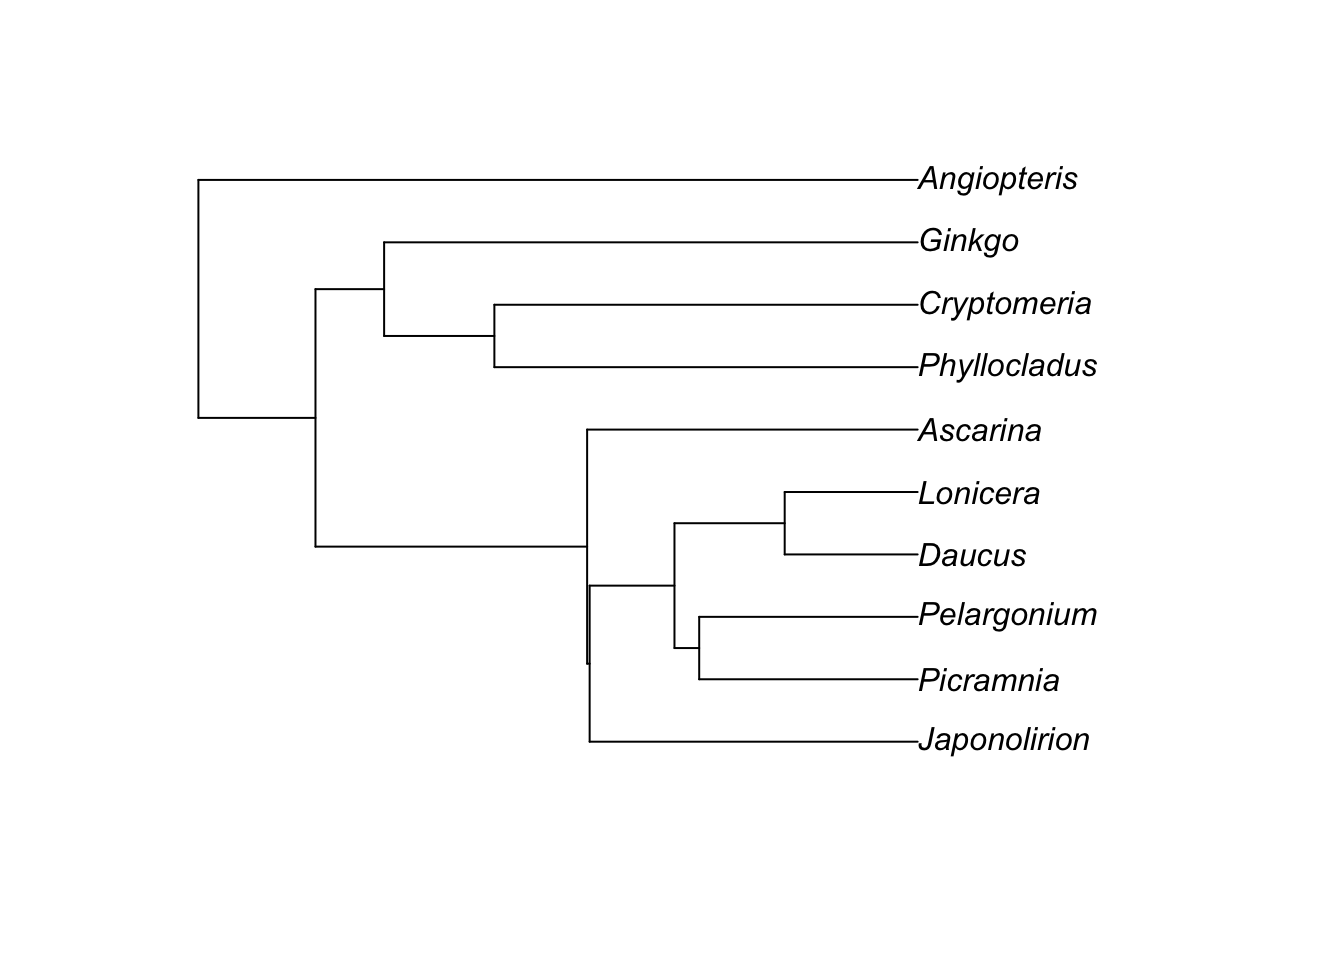 Angiopteris
Ginkgo
Cryptomeria
Phyllocladus
Ascarina
Lonicera
Daucus
Pelargonium
Picramnia
Japonolirion